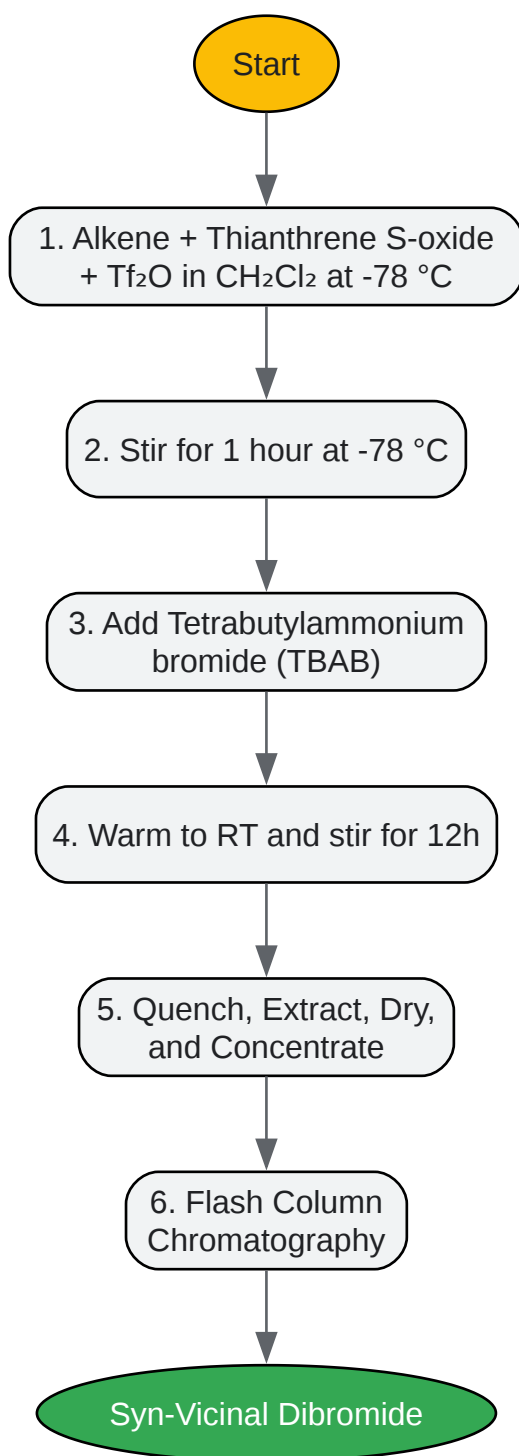 Start
1. Alkene + Thianthrene S-oxide
+ Tf₂O in CH₂Cl₂ at -78 °C
2. Stir for 1 hour at -78 °C
3. Add Tetrabutylammonium
bromide (TBAB)
4. Warm to RT and stir for 12h
5. Quench, Extract, Dry,
and Concentrate
6. Flash Column
Chromatography
Syn-Vicinal Dibromide